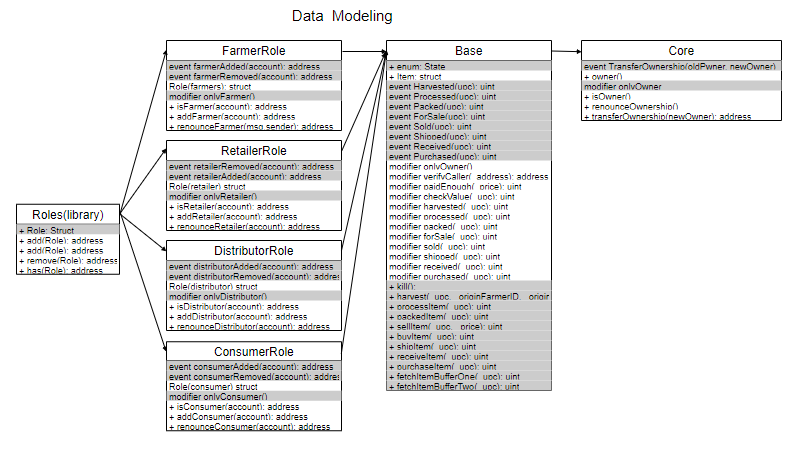 Data Modeling
Roles(library)
+ Role: Struct
+ add(Role): address
+ add(Role): address
+ remove(Role): address
+ has(Role): address
FarmerRole
event farmerAdded(account): address
event farmerRemoved(account): address
Role(farmers): struct
modifier onlyFarmer()
+ isFarmer(account): address
+ addFarmer(account): address
+ renounceFarmer(msg.sender): address
RetailerRole
event retailerRemoved(account): address
event retailerAdded(account): address
Role(retailer) struct
modifier onlyRetailer()
+ isRetailer(account): address
+ addRetailer(account): address
+ renounceRetailer(account): address
DistributorRole
event distributorAdded(account): address
event distributorRemoved(account): addre
Role(distributor) struct
modifier onlyDistributor()
+ isDistributor(account): address
+ addDistributor(account): address
+ renounceDistributor(account): address
ConsumerRole
event consumerAdded(account): address
event consumerRemoved(account): addre
Role(consumer) struct
modifier onlyConsumer()
+ isConsumer(account): address
+ addConsumer(account): address
+ renounceConsumer(account): address
Base
+ enum: State
+ Item: struct
event Harvested(upc): uint
event Processed(upc): uint
event Packed(upc): uint
event ForSale(upc): uint
event Sold(upc): uint
event Shipped(upc): uint
event Received(upc): uint
event Purchased(upc): uint
modifier onlyOwner()
modifier verifyCaller(_address): address
modifier paidEnough(_price): uint
modifier checkValue(_upc): uint
modifier harvested(_upc): uint
modifier processed(_upc): uint
modifier packed(_upc): uint
modifier forSale(_upc): uint
modifier sold(_upc): uint
modifier shipped(_upc): uint
modifier received(_upc): uint
modifier purchased(_upc): uint
+ kill():
+ harvest(_upc, _originFarmerID, _origir
+ processItem(_upc): uint
+ packedItem(_upc): uint
+ sellItem(_upc, _price): uint
+ buyItem(_upc): uint
+ shipItem(_upc): uint
+ receiveItem(_upc): uint
+ purchaseItem(_upc): uint
+ fetchItemBufferOne(_upc): uint
+ fetchItemBufferTwo(_upc): uint
Core
event TransferOwnership(oldPwner, newOwner)
+ owner()
modifier onlyOwner
+ isOwner()
+ renounceOwnership()
+ transferOwnership(newOwner): address